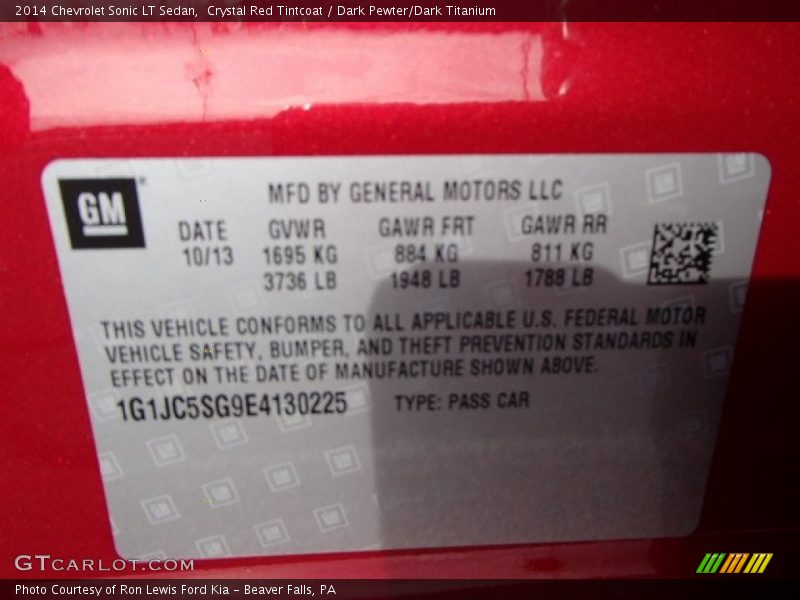 2014 Chevrolet Sonic LT Sedan,  Crystal Red Tintcoat / Dark Pewter/Dark Titanium
GM
MFD BY GENERAL MOTORS LLC
DATE GVWR GAWR FRT GAWR RR
10/13 1695 KG 884 KG 811 KG
3736 LB 1948 LB 1788 LB
THIS VEHICLE CONFORMS TO ALL APPLICABLE U.S. FEDERAL MOTOR
VEHICLE SAFETY, BUMPER, AND THEFT PREVENTION STANDARDS IN
EFFECT ON THE DATE OF MANUFACTURE SHOWN ABOVE.
1G1JC5SG9E4130225 TYPE: PASS CAR
GTCARLOT.COM
Photo Courtesy of Ron Lewis Ford Kia - Beaver Falls, PA